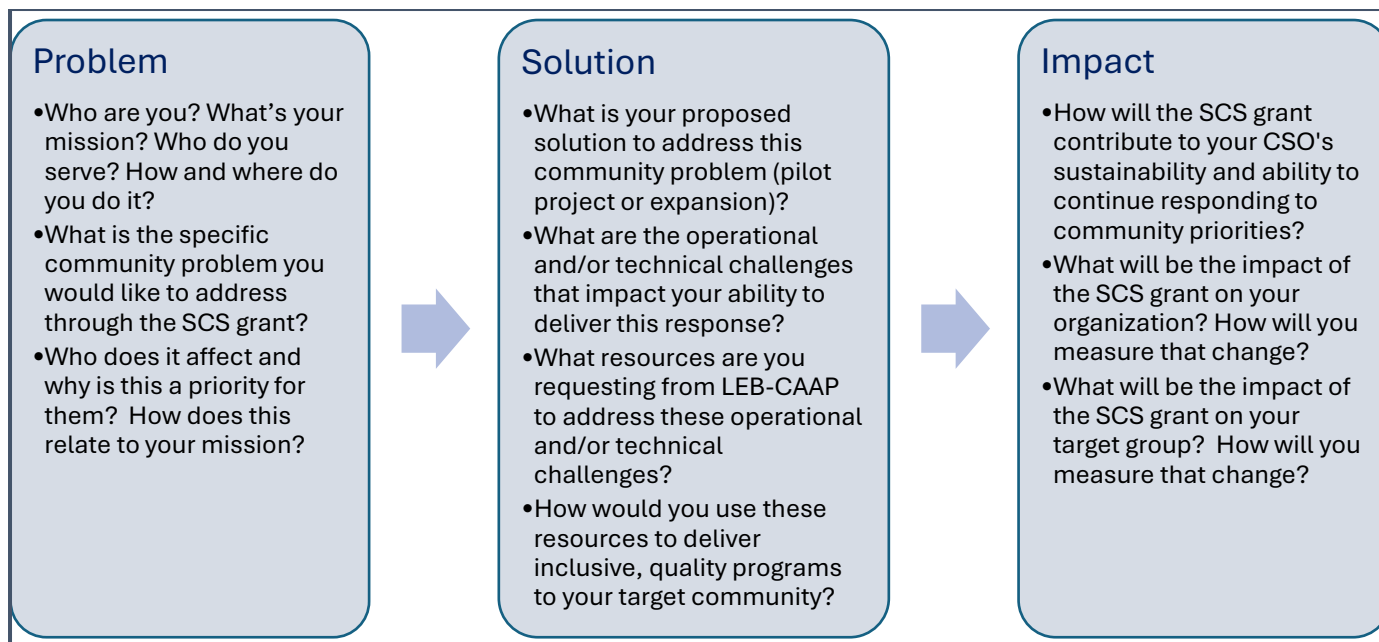 Problem
•Who are you? What's your
mission? Who do you
serve? How and where do
you do it?
•What is the specific
community problem you
would like to address
through the SCS grant?
•Who does it affect and
why is this a priority for
them?  How does this
relate to your mission?
Solution
•What is your proposed
solution to address this
community problem (pilot
project or expansion)?
•What are the operational
and/or technical challenges
that impact your ability to
deliver this response?
•What resources are you
requesting from LEB-CAAP
to address these operational
and/or technical
challenges?
•How would you use these
resources to deliver
inclusive, quality programs
to your target community?
Impact
•How will the SCS grant
contribute to your CSO's
sustainability and ability to
continue responding to
community priorities?
•What will be the impact of
the SCS grant on your
organization? How will you
measure that change?
•What will be the impact of
the SCS grant on your
target group?  How will you
measure that change?